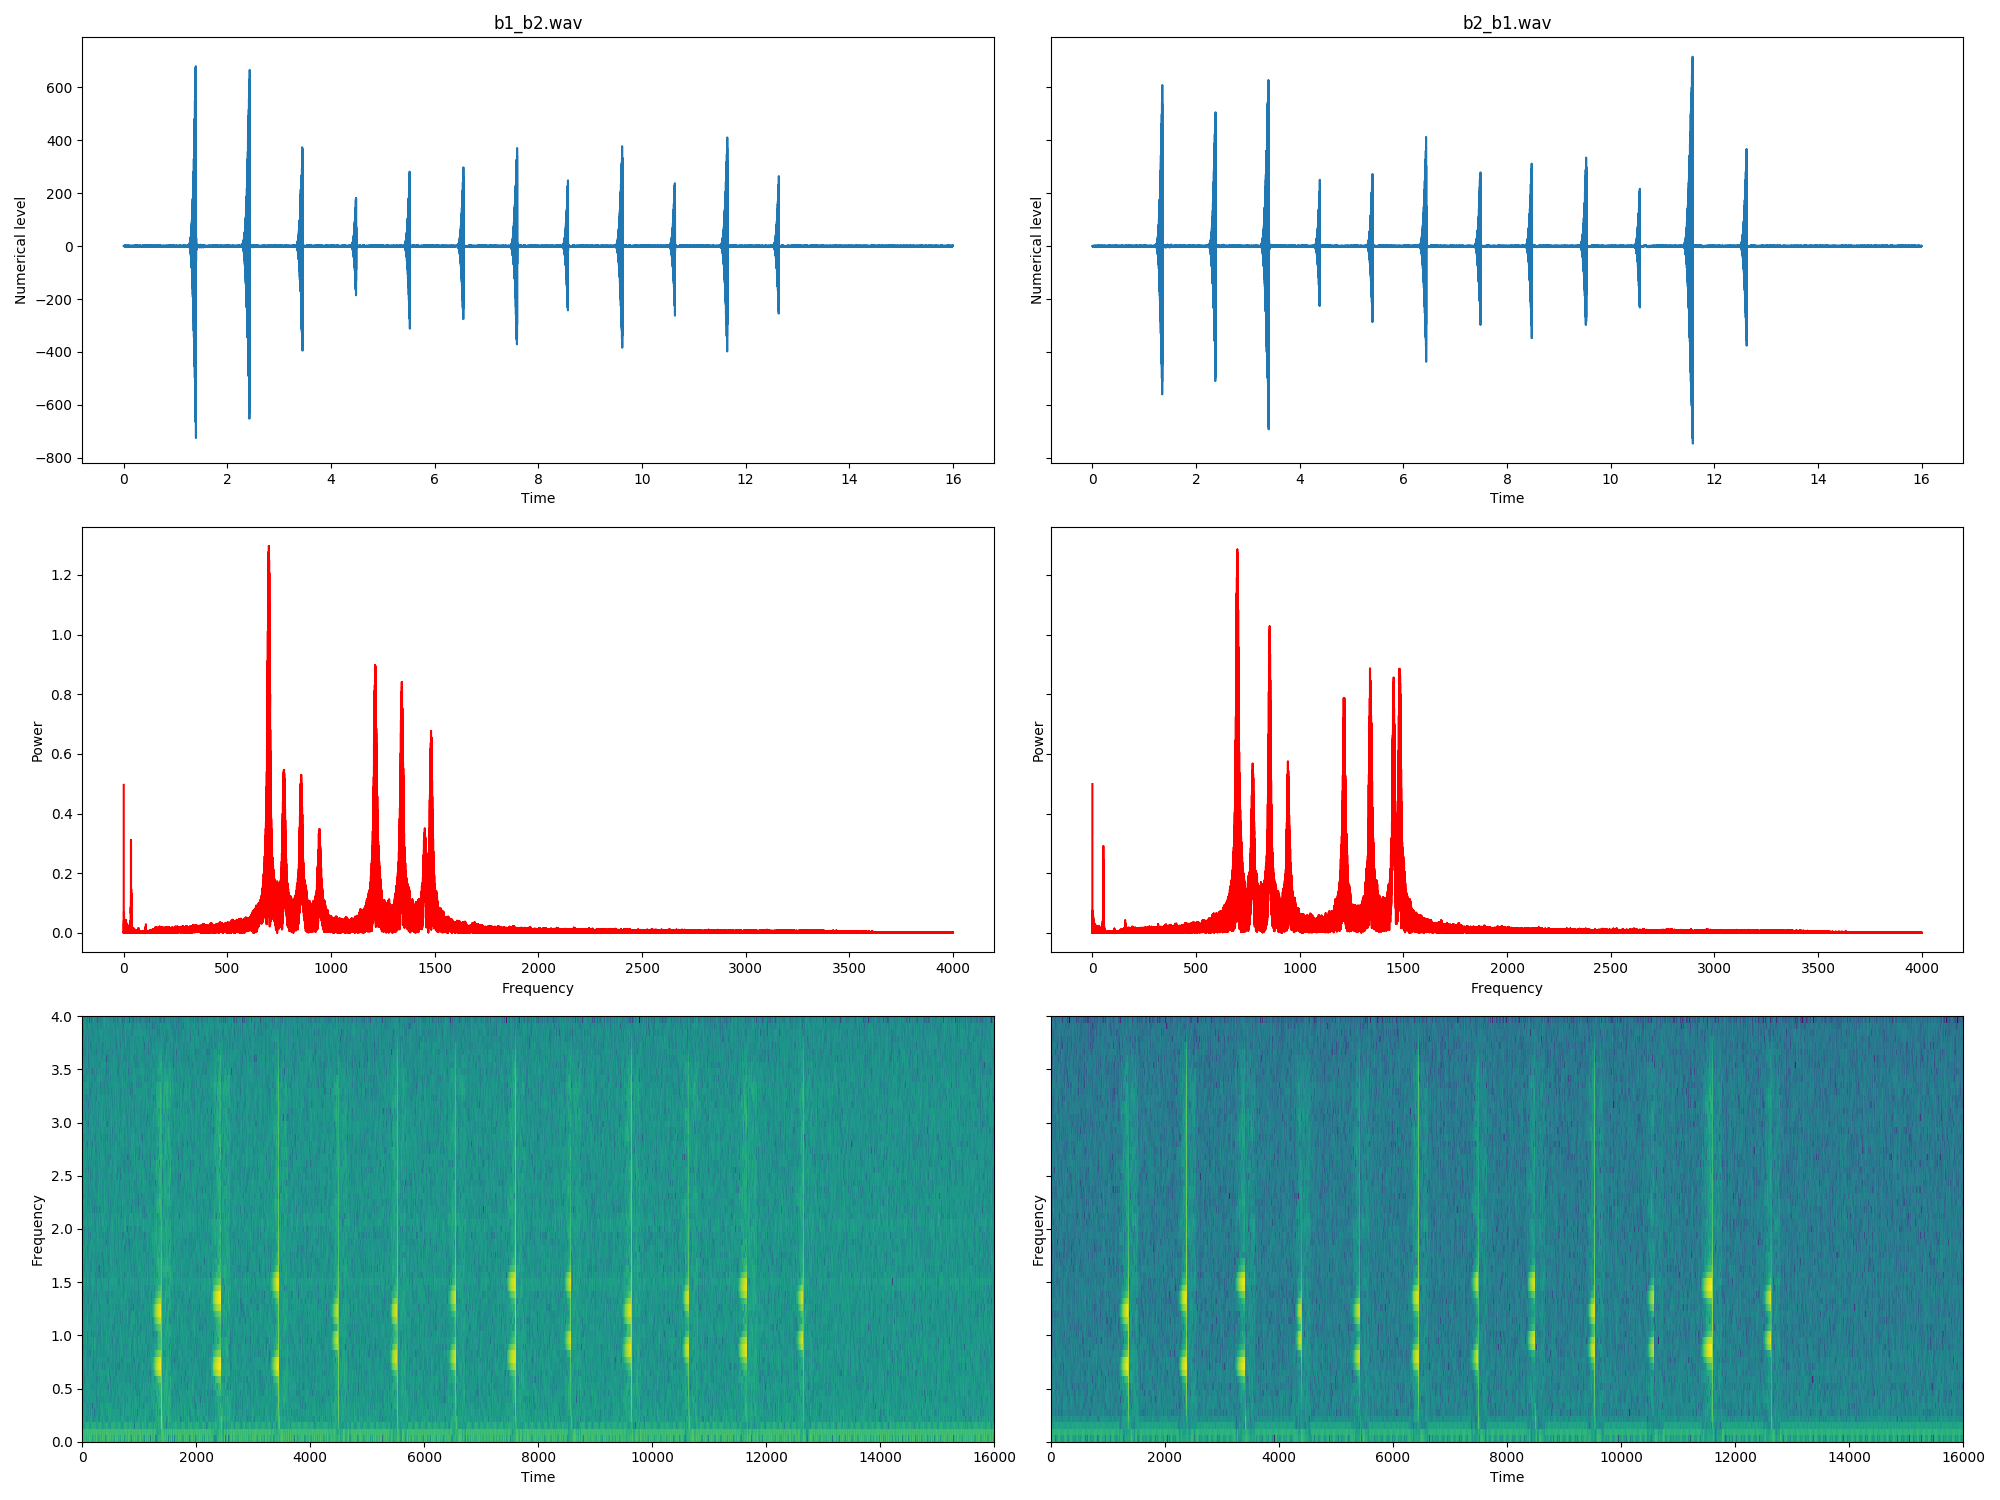 b1_b2.wav
b2_b1.wav
600
400
200
0
−200
−400
−600
−800
Numerical level
Numerical level
0 2 4 6 8 10 12 14 16
0 2 4 6 8 10 12 14 16
Time
Time
1.2
1.0
0.8
0.6
0.4
0.2
0.0
Power
Power
0 500 1000 1500 2000 2500 3000 3500 4000
0 500 1000 1500 2000 2500 3000 3500 4000
Frequency
Frequency
4.0
3.5
3.0
2.5
2.0
1.5
1.0
0.5
0.0
Frequency
Frequency
0 2000 4000 6000 8000 10000 12000 14000 16000
0 2000 4000 6000 8000 10000 12000 14000 16000
Time
Time